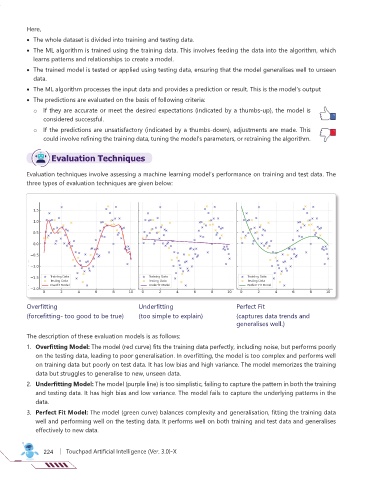 Here,
• The whole dataset is divided into training and testing data.
• The ML algorithm is trained using the training data. This involves feeding the data into the algorithm, which
learns patterns and relationships to create a model.
• The trained model is tested or applied using testing data, ensuring that the model generalises well to unseen
data.
• The ML algorithm processes the input data and provides a prediction or result. This is the model's output
• The predictions are evaluated on the basis of following criteria:
o If they are accurate or meet the desired expectations (indicated by a thumbs-up), the model is
considered successful.
o If the predictions are unsatisfactory (indicated by a thumbs-down), adjustments are made. This
could involve refining the training data, tuning the model's parameters, or retraining the algorithm.
Evaluation Techniques
Evaluation techniques involve assessing a machine learning model's performance on training and test data. The
three types of evaluation techniques are given below:
1.5
1.0
0.5
0.0
−0.5
−1.0
−1.5
−2.0
Training Data
Testing Data
Overfit Model
Training Data
Testing Data
Underfit Model
Training Data
Testing Data
Perfect Fit Model
0 2 4 6 8 10 0 2 4 6 8 10 0 2 4 6 8 10
Overfitting Underfitting Perfect Fit
(forcefitting- too good to be true) (too simple to explain) (captures data trends and
generalises well.)
The description of these evaluation models is as follows:
1. Overfitting Model: The model (red curve) fits the training data perfectly, including noise, but performs poorly
on the testing data, leading to poor generalisation. In overfitting, the model is too complex and performs well
on training data but poorly on test data. It has low bias and high variance. The model memorizes the training
data but struggles to generalise to new, unseen data.
2. Underfitting Model: The model (purple line) is too simplistic, failing to capture the pattern in both the training
and testing data. It has high bias and low variance. The model fails to capture the underlying patterns in the
data.
3. Perfect Fit Model: The model (green curve) balances complexity and generalisation, fitting the training data
well and performing well on the testing data. It performs well on both training and test data and generalises
effectively to new data.
224 | Touchpad Artificial Intelligence (Ver. 3.0)-X